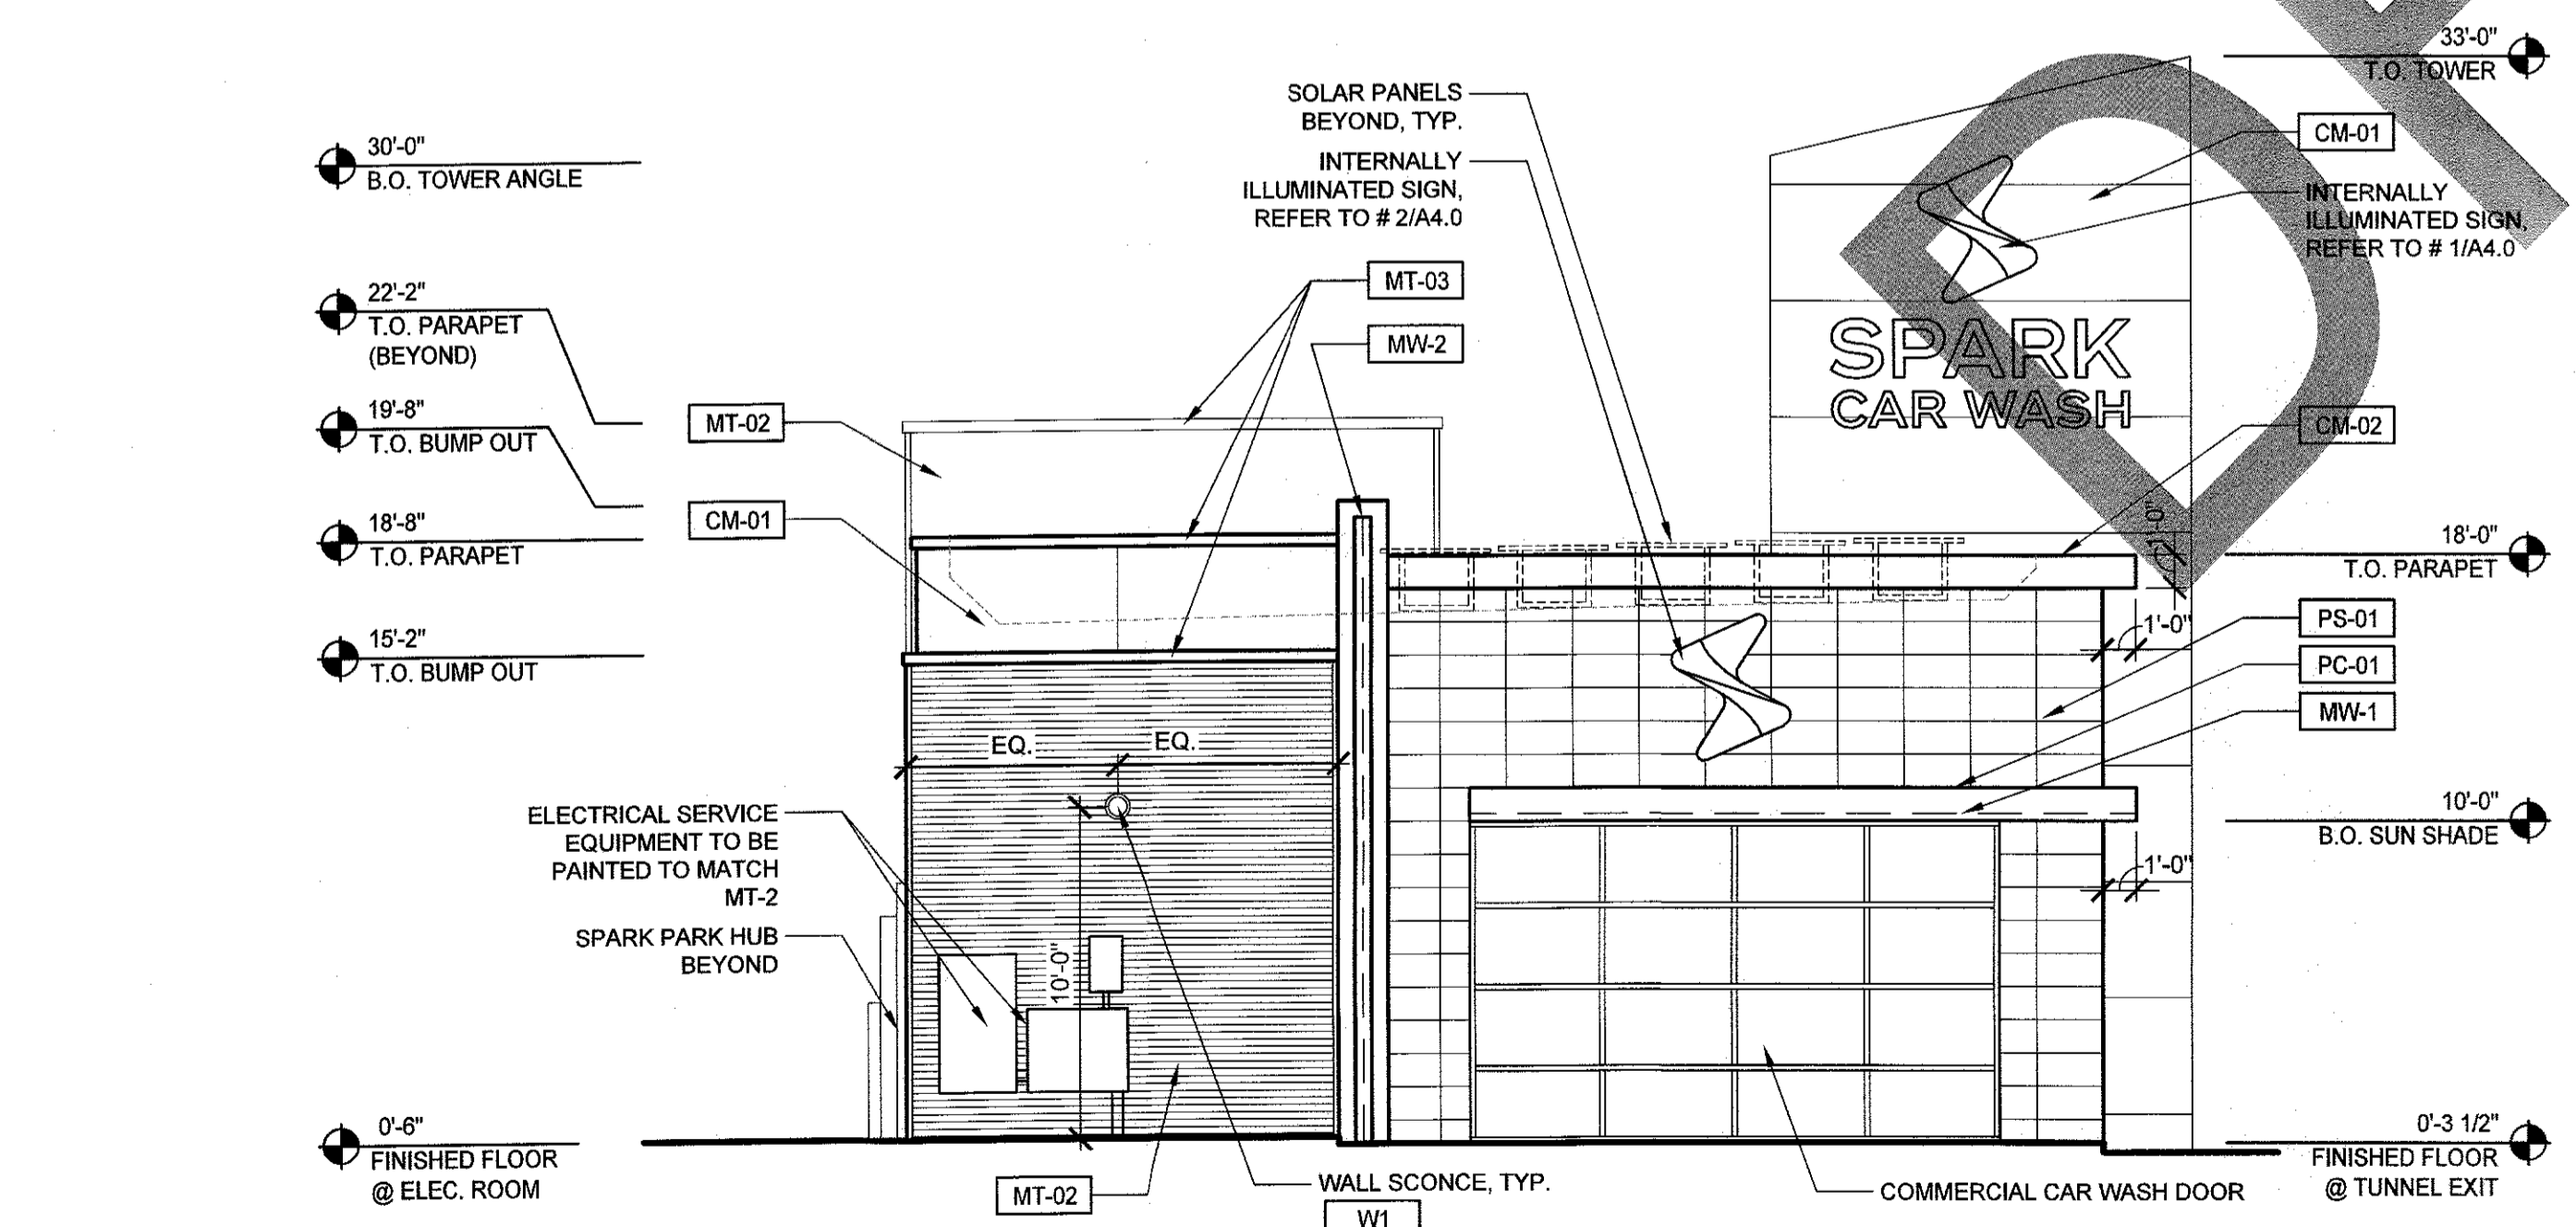 30'-0"
B.O. TOWER ANGLE
22'-2"
T.O. PARAPET
(BEYOND)
19'-8"
T.O. BUMP OUT
18'-8"
T.O. PARAPET
15'-2"
T.O. BUMP OUT
0'-6"
FINISHED FLOOR
@ ELEC. ROOM
MT-02
CM-01
ELECTRICAL SERVICE
EQUIPMENT TO BE
PAINTED TO MATCH
MT-2
SPARK PARK HUB
BEYOND
MT-02
SOLAR PANELS
BEYOND, TYP.
INTERNALLY
ILLUMINATED SIGN,
REFER TO # 2/A4.0
MT-03
MW-2
EQ.
EQ.
10'-0"
WALL SCONCE, TYP.
W1
SPARK
CAR WASH
1'-0"
1'-0"
1'-0"
COMMERCIAL CAR WASH DOOR
33'-0"
T.O. TOWER
CM-01
INTERNALLY
ILLUMINATED SIGN,
REFER TO # 1/A4.0
CM-02
18'-0"
T.O. PARAPET
PS-01
PC-01
MW-1
10'-0"
B.O. SUN SHADE
0'-3 1/2"
FINISHED FLOOR
@ TUNNEL EXIT